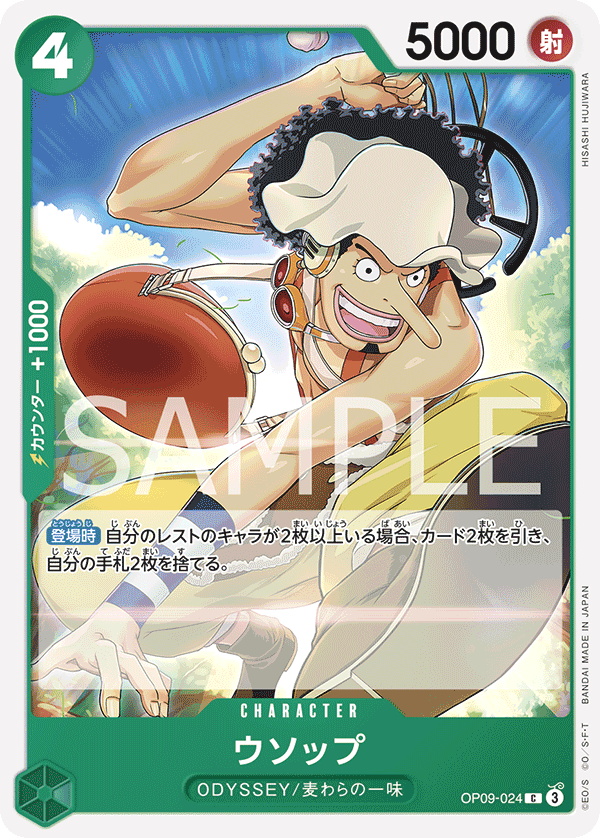 4
5000
射
HISASHI HUJIWARA
カウンター +1000
SAMPLE
登場時 自分のレストのキャラが2枚以上いる場合、カード2枚を引き、
自分の手札2枚を捨てる。
CHARACTER
ウソップ
ODYSSEY/麦わらの一味
OP09-024 C 3
©E.O/S ©O/S・F・T BANDAI MADE IN JAPAN